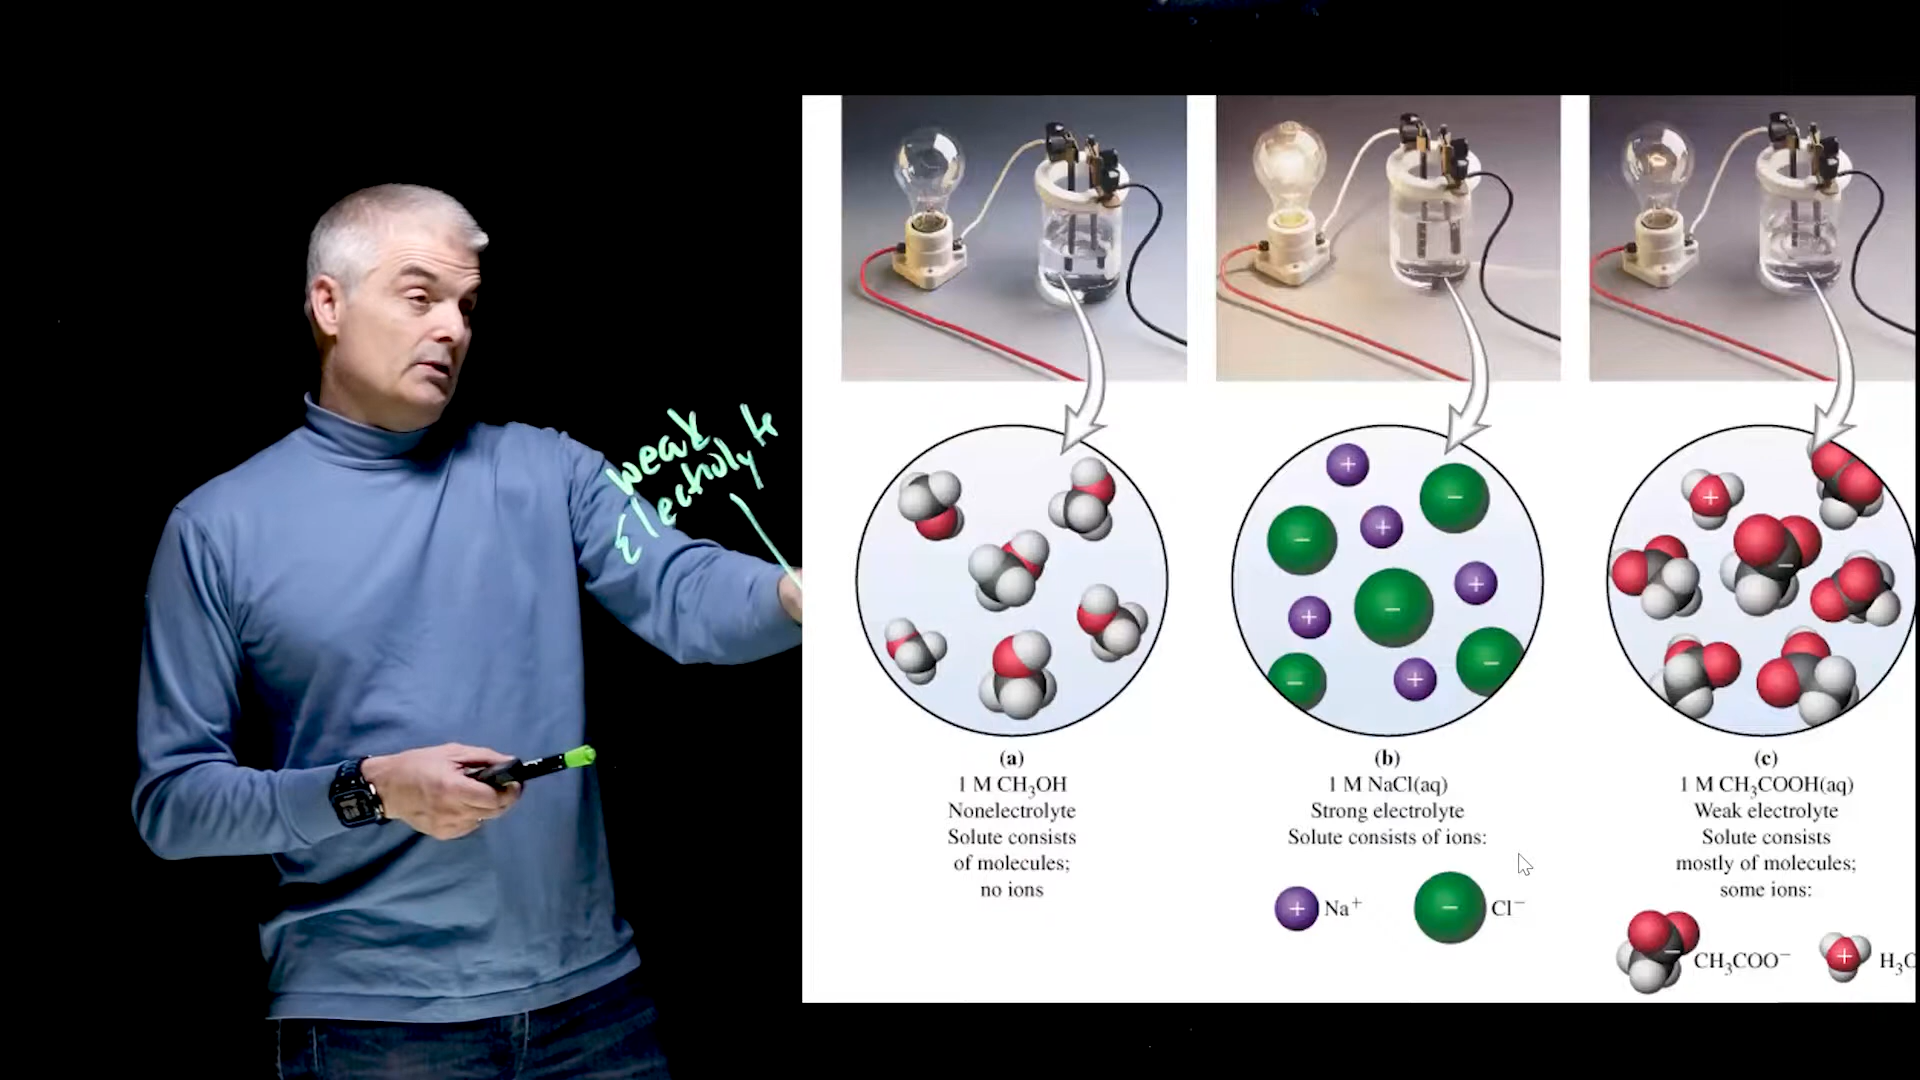 weak
Electrolyte
(a)
1 M CH₃OH
Nonelectrolyte
Solute consists
of molecules;
no ions
(b)
1 M NaCl(aq)
Strong electrolyte
Solute consists of ions:
+ Na⁺ − Cl⁻
(c)
1 M CH₃COOH(aq)
Weak electrolyte
Solute consists
mostly of molecules;
some ions:
− CH₃COO⁻ + H₃O